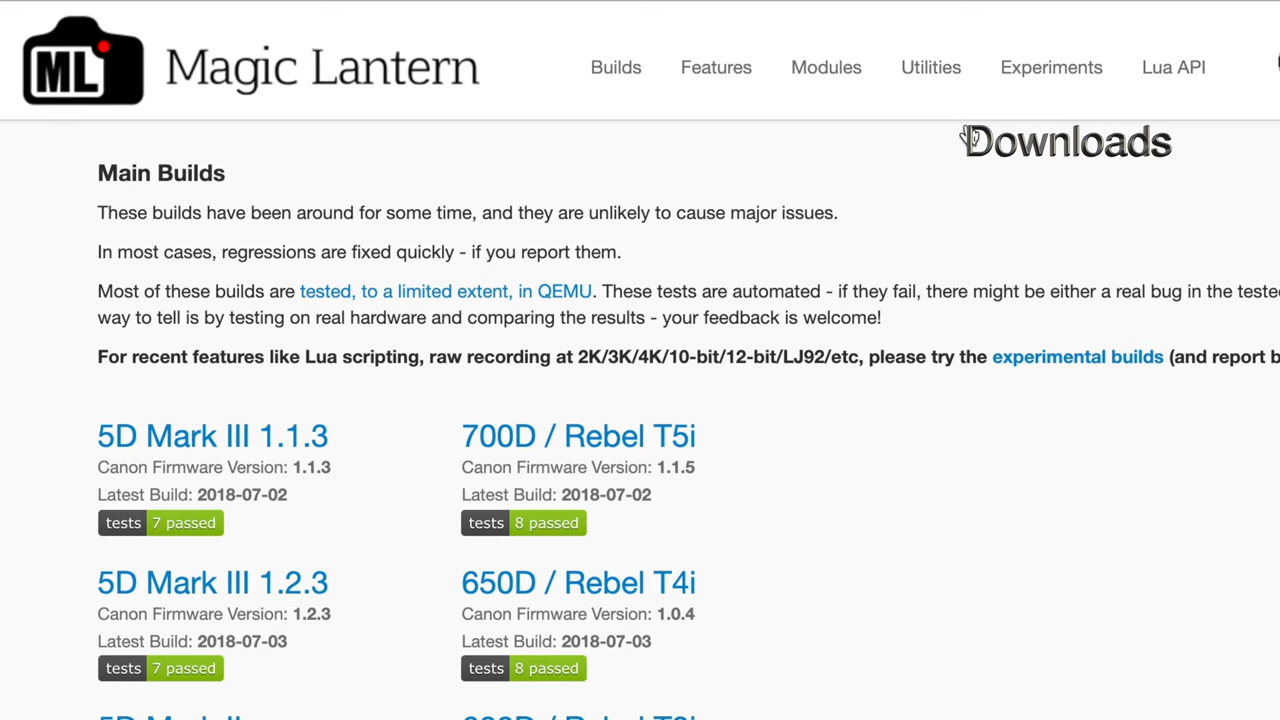 ML Magic Lantern
Builds Features Modules Utilities Experiments Lua API
Downloads
Main Builds
These builds have been around for some time, and they are unlikely to cause major issues.
In most cases, regressions are fixed quickly - if you report them.
Most of these builds are tested, to a limited extent, in QEMU. These tests are automated - if they fail, there might be either a real bug in the teste
way to tell is by testing on real hardware and comparing the results - your feedback is welcome!
For recent features like Lua scripting, raw recording at 2K/3K/4K/10-bit/12-bit/LJ92/etc, please try the experimental builds (and report b
5D Mark III 1.1.3
Canon Firmware Version: 1.1.3
Latest Build: 2018-07-02
tests 7 passed
700D / Rebel T5i
Canon Firmware Version: 1.1.5
Latest Build: 2018-07-02
tests 8 passed
5D Mark III 1.2.3
Canon Firmware Version: 1.2.3
Latest Build: 2018-07-03
tests 7 passed
650D / Rebel T4i
Canon Firmware Version: 1.0.4
Latest Build: 2018-07-03
tests 8 passed